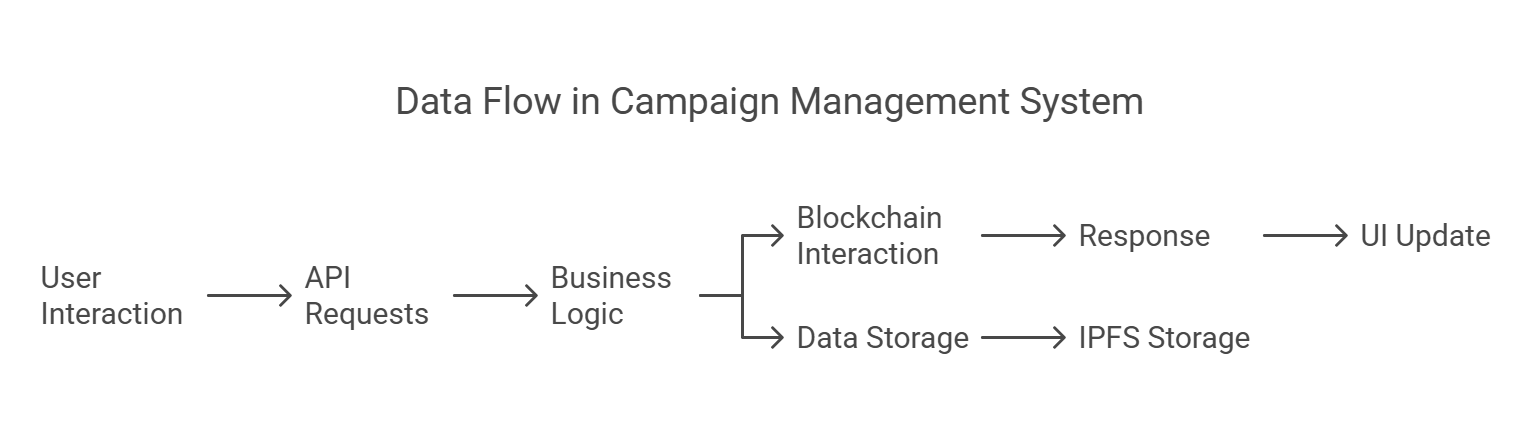 Data Flow in Campaign Management System
User
Interaction
API
Requests
Business
Logic
Blockchain
Interaction
Response
UI Update
Data Storage
IPFS Storage